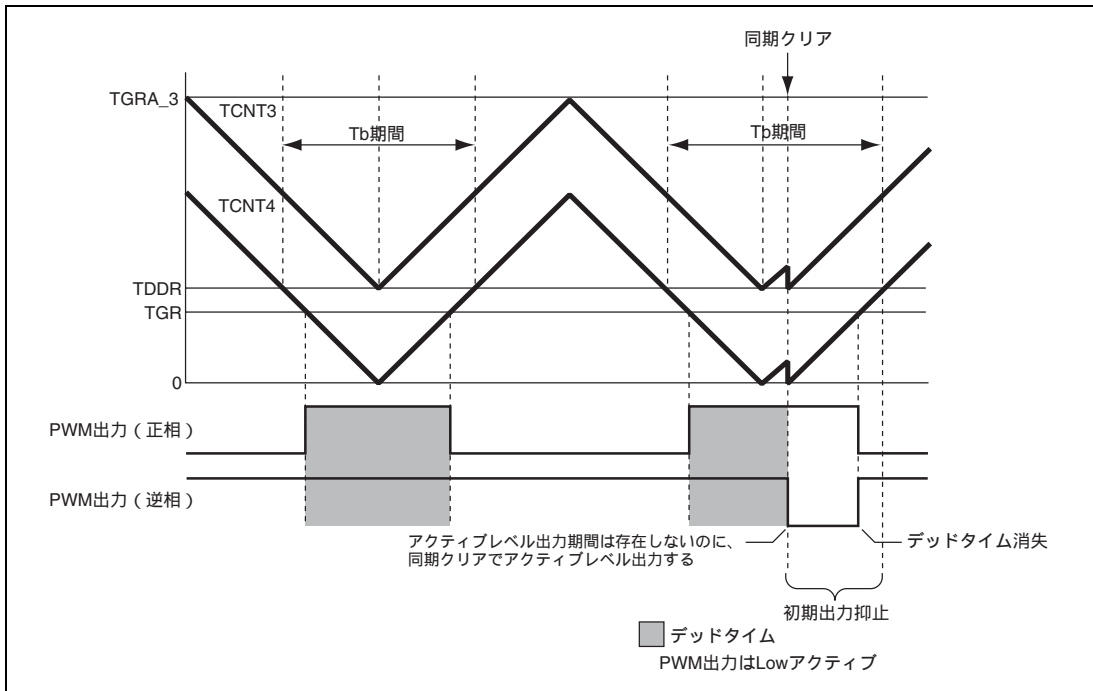 同期クリア
TGRA_3
TCNT3
Tb期間
Tb期間
TCNT4
TDDR
TGR
0
PWM出力（正相）
PWM出力（逆相）
アクティブレベル出力期間は存在しないのに、
同期クリアでアクティブレベル出力する
デッドタイム消失
初期出力抑止
デッドタイム
PWM出力はLowアクティブ